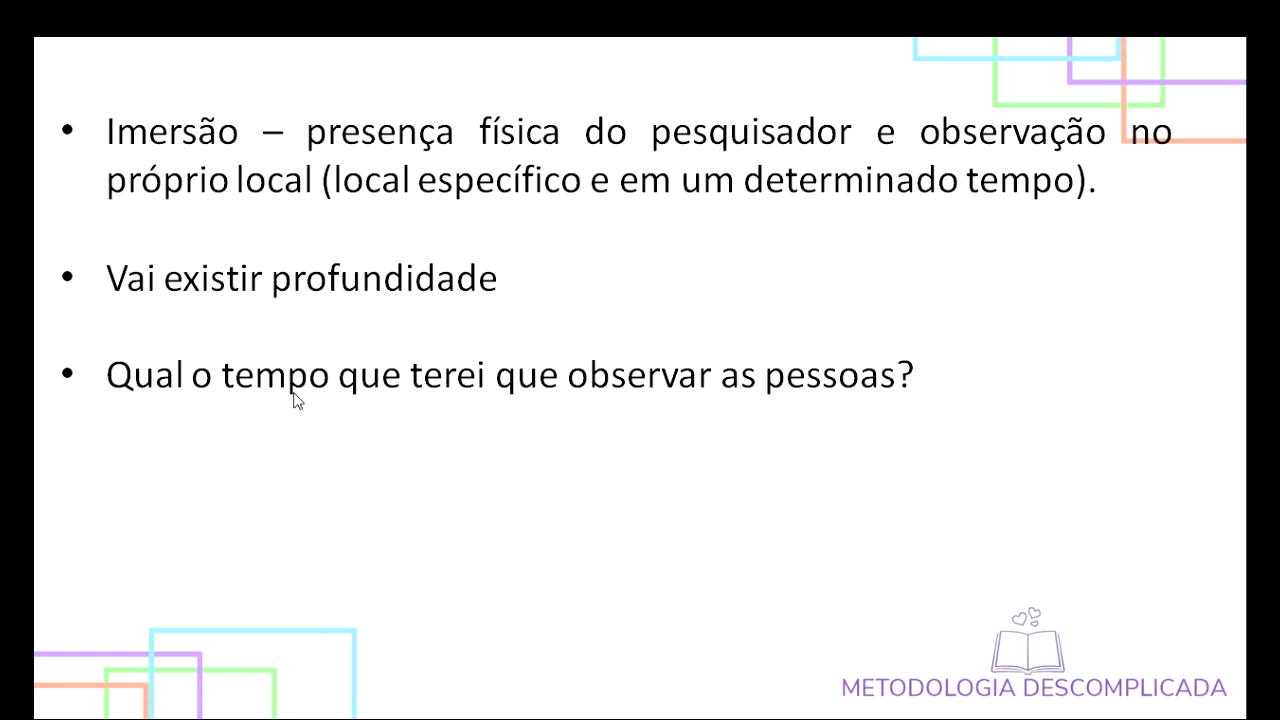 • Imersão – presença física do pesquisador e observação no
próprio local (local específico e em um determinado tempo).
• Vai existir profundidade
• Qual o tempo que terei que observar as pessoas?
METODOLOGIA DESCOMPLICADA